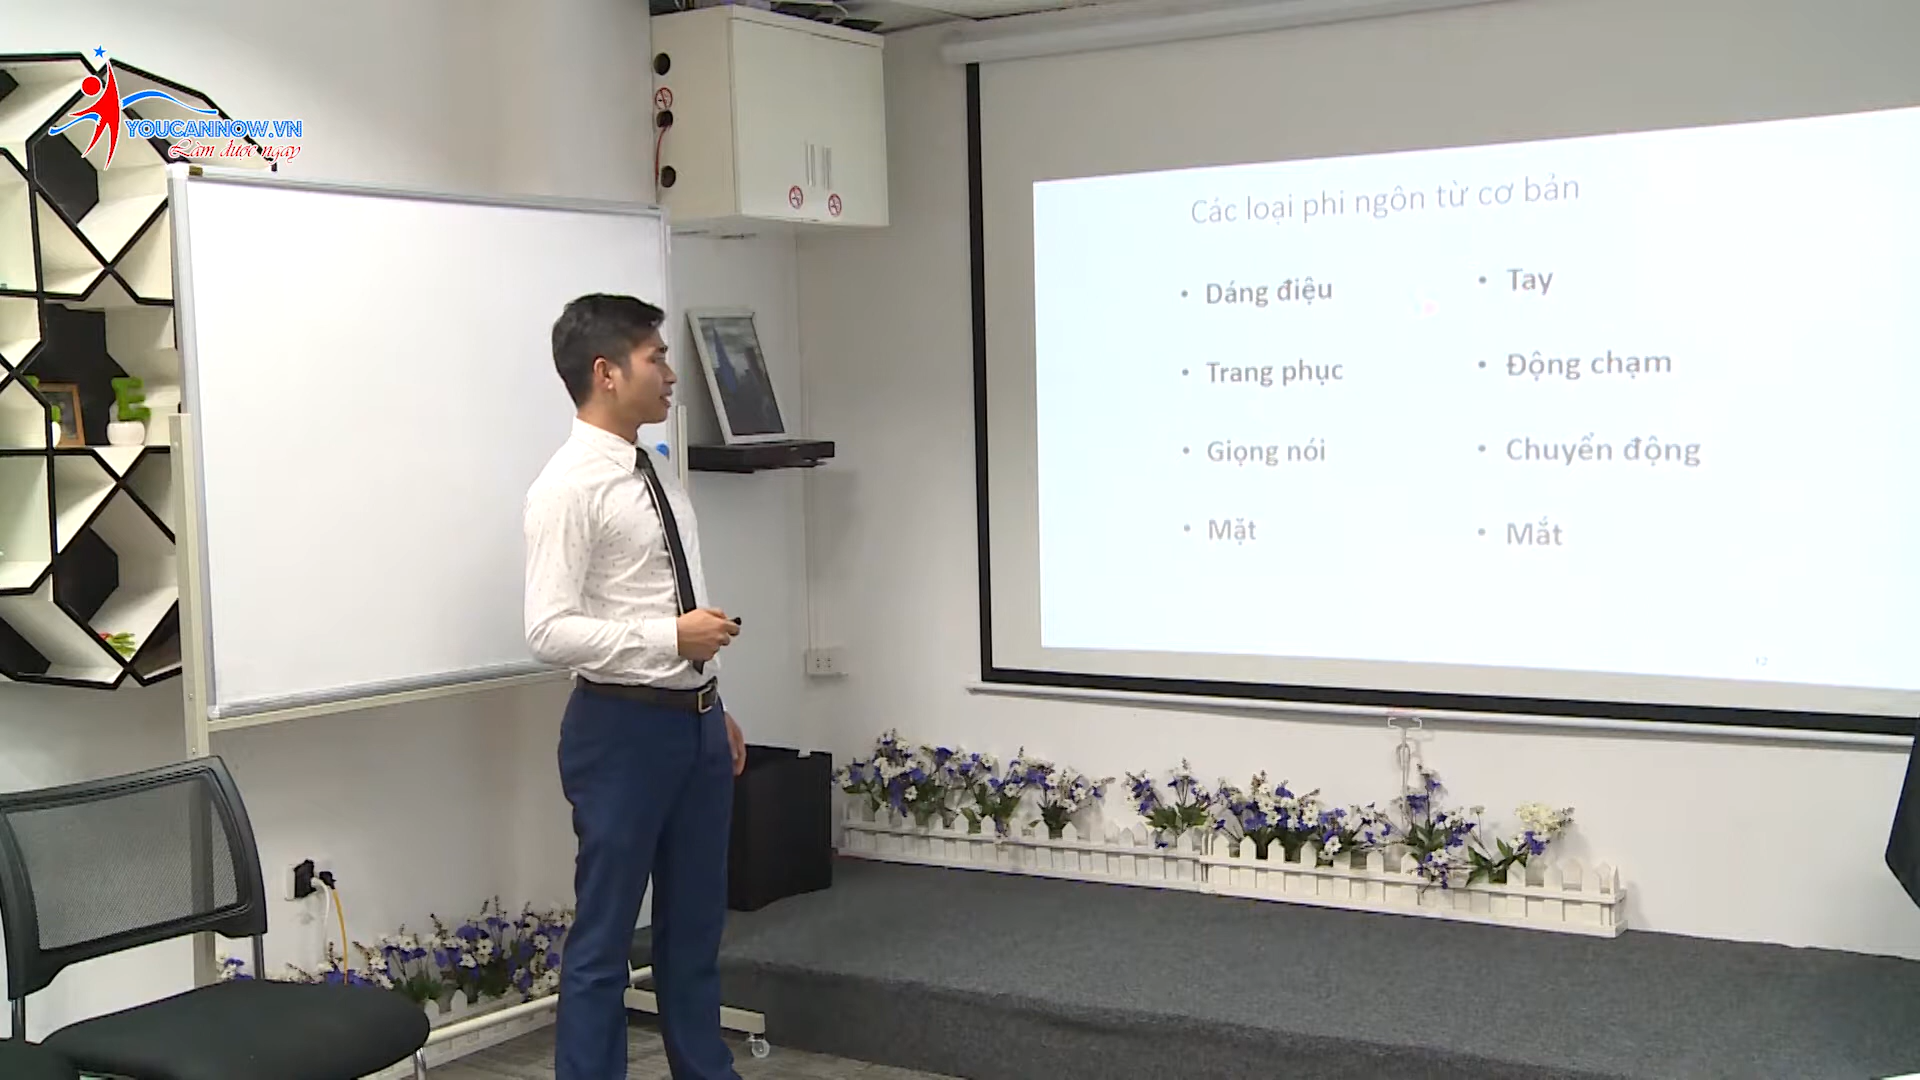 YOUCANNOW.VN
Làm được ngay
Các loại phi ngôn từ cơ bản
• Dáng điệu
• Trang phục
• Giọng nói
• Mặt
• Tay
• Động chạm
• Chuyển động
• Mắt
12
E